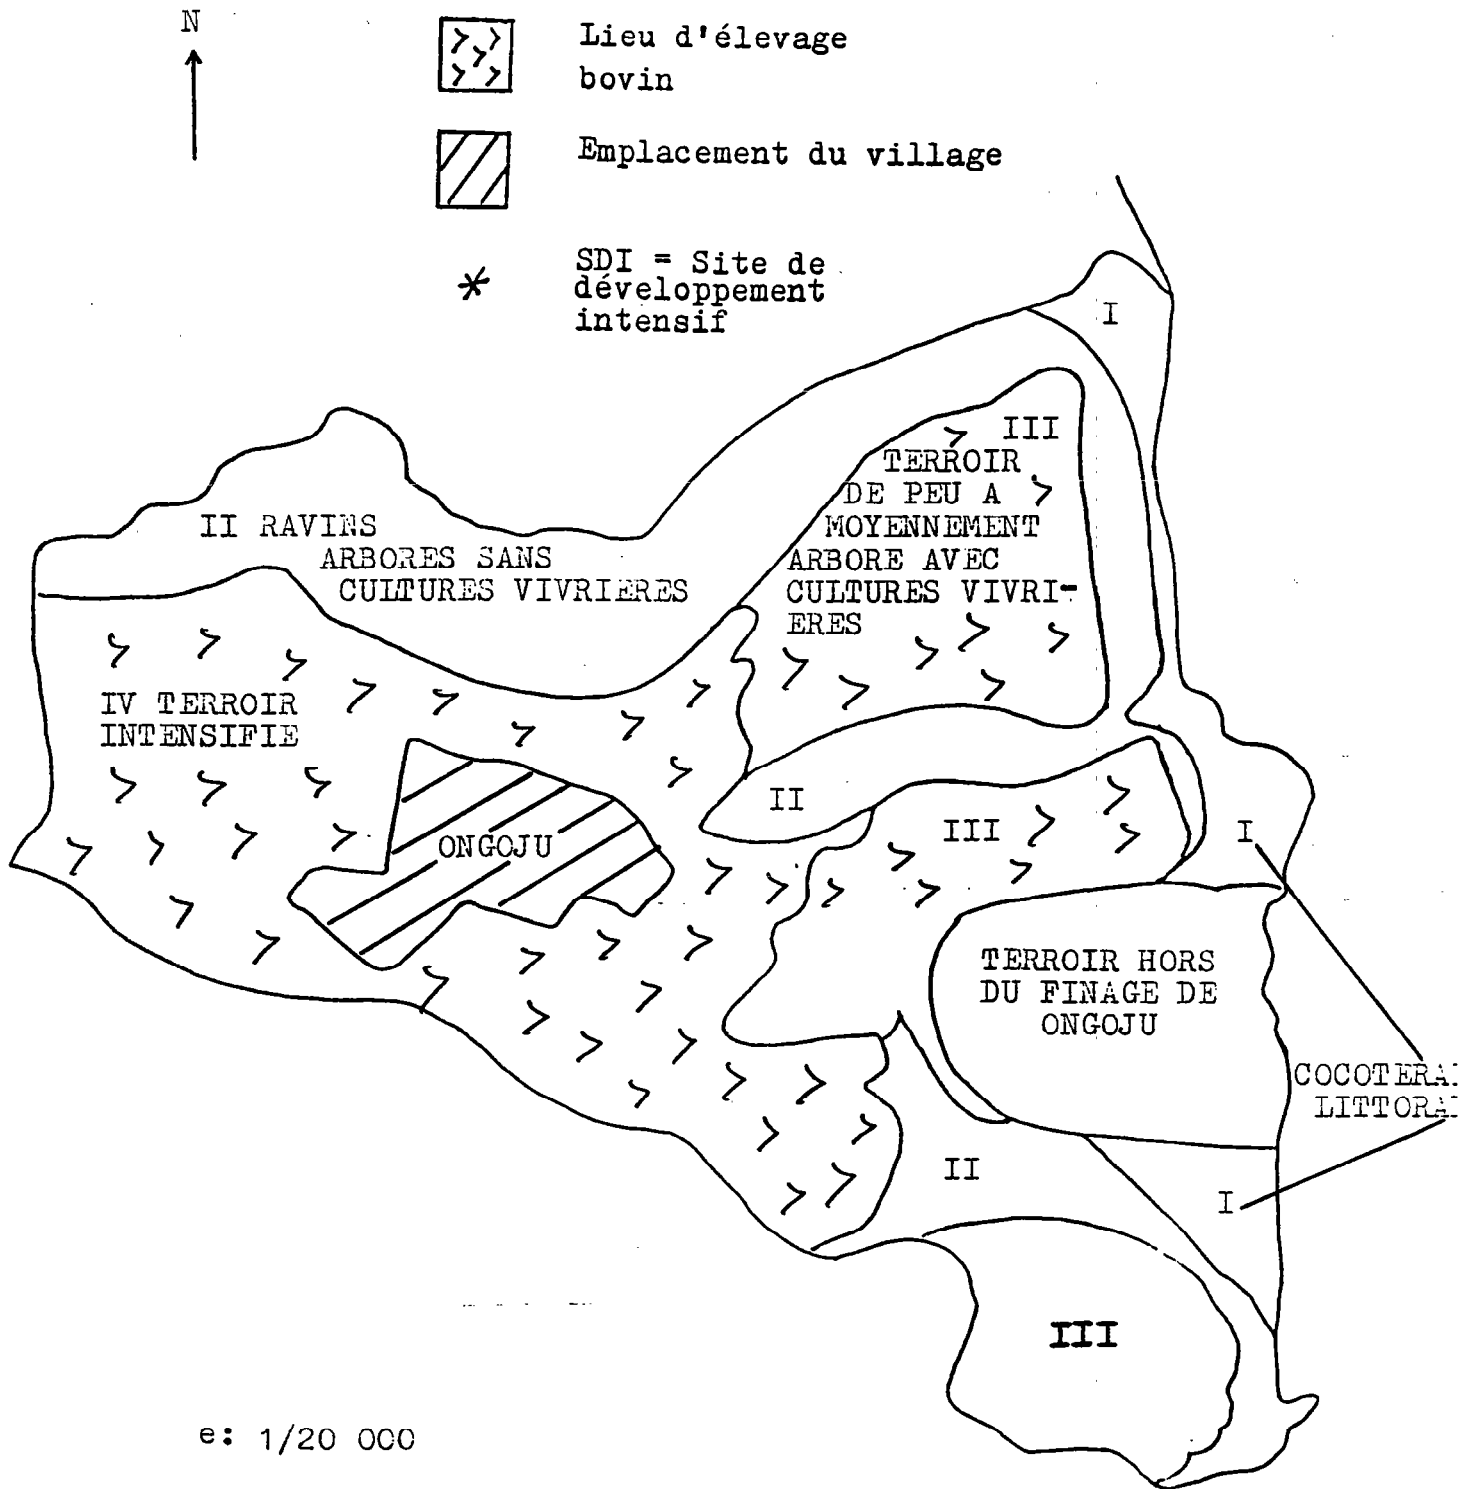 N
Lieu d'élevage
bovin
Emplacement du village
SDI = Site de
développement
intensif
I
III
TERROIR
DE PEU A
MOYENNEMENT
ARBORE AVEC
CULTURES VIVRI-
ERES
II RAVINS
ARBORES SANS
CULTURES VIVRIERES
IV TERROIR
INTENSIFIE
II
III
I
ONGOJU
TERROIR HORS
DU FINAGE DE
ONGOJU
COCOTERAI
LITTORA
II
I
III
e: 1/20 000